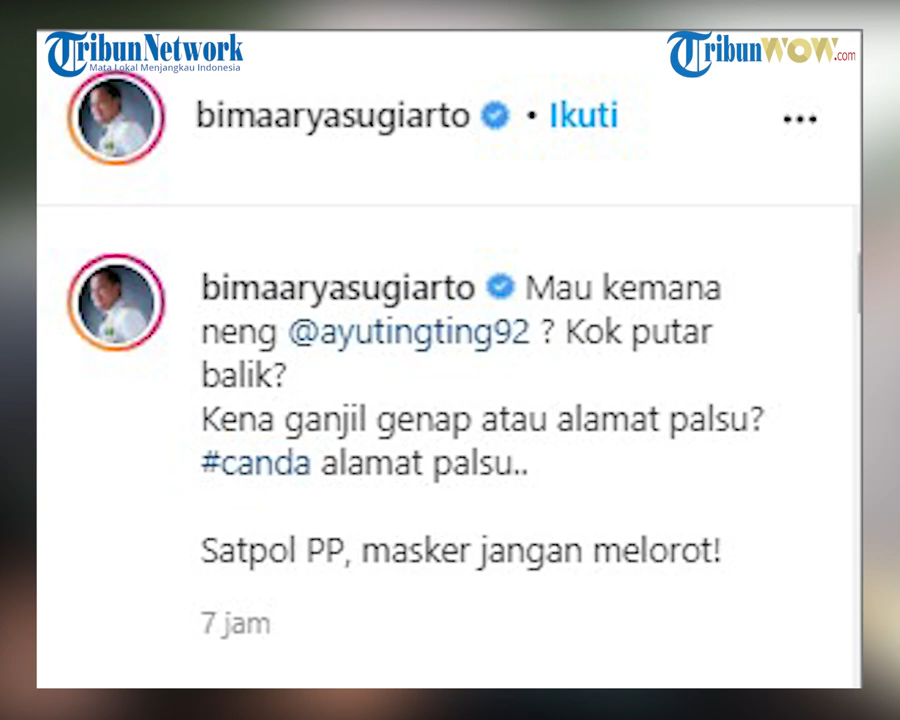 TribunNetwork
Mata Lokal Menjangkau Indonesia
TribunWOW.com
bimaaryasugiarto • Ikuti
bimaaryasugiarto Mau kemana
neng @ayutingting92 ? Kok putar
balik?
Kena ganjil genap atau alamat palsu?
#canda alamat palsu..
Satpol PP, masker jangan melorot!
7 jam